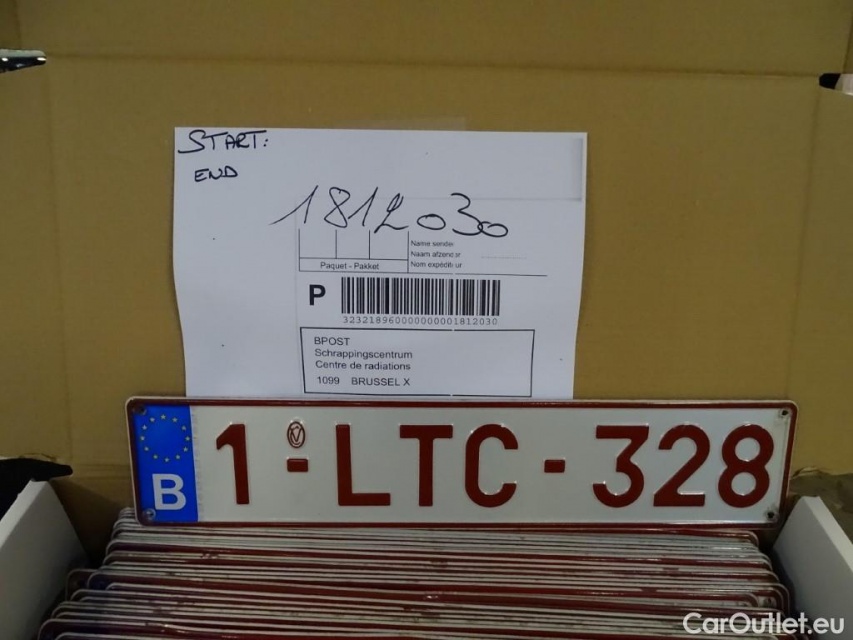 START:
END
1812030
Name sender
Naam afzender
Nom expéditeur
Paquet - Pakket
P
3232189600000000001812030
BPOST
Schrappingscentrum
Centre de radiations
1099 BRUSSEL X
B 1-LTC-328
CarOutlet.eu